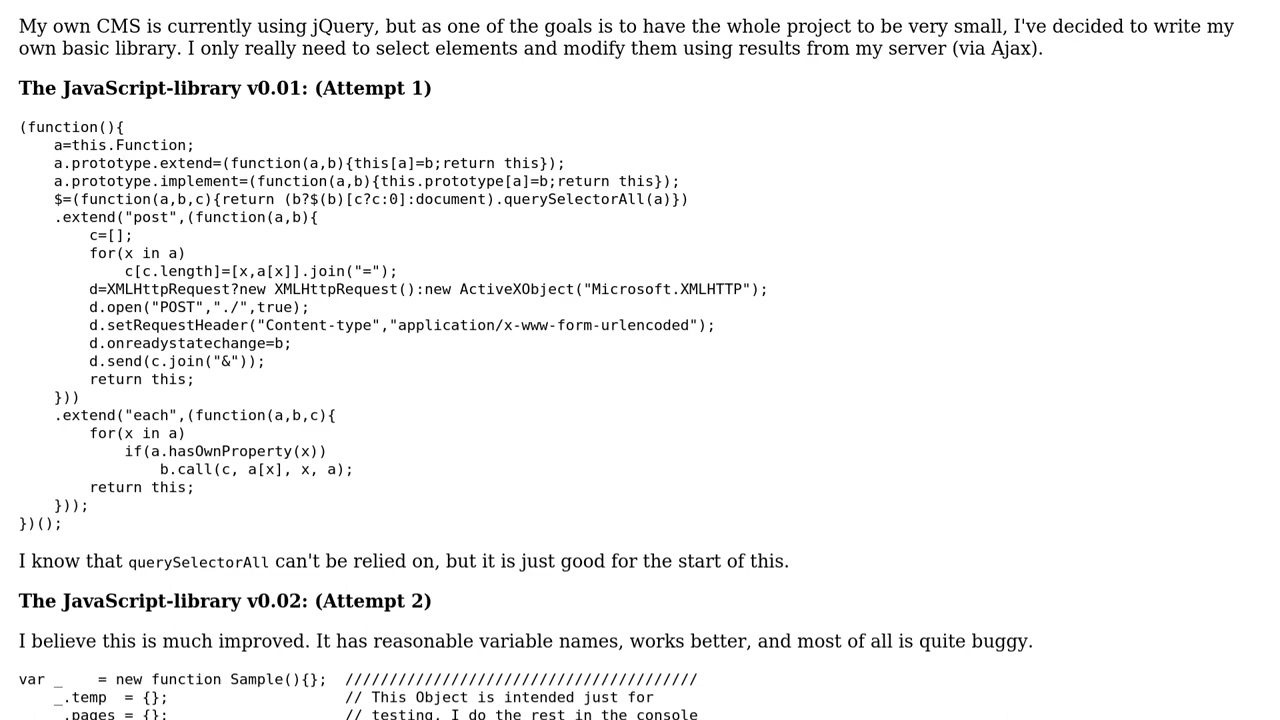 My own CMS is currently using jQuery, but as one of the goals is to have the whole project to be very small, I've decided to write my
own basic library. I only really need to select elements and modify them using results from my server (via Ajax).
The JavaScript-library v0.01: (Attempt 1)
(function(){
    a=this.Function;
    a.prototype.extend=(function(a,b){this[a]=b;return this});
    a.prototype.implement=(function(a,b){this.prototype[a]=b;return this});
    $=(function(a,b,c){return (b?$(b)[c?c:0]:document).querySelectorAll(a)})
    .extend("post",(function(a,b){
        c=[];
        for(x in a)
            c[c.length]=[x,a[x]].join("=");
        d=XMLHttpRequest?new XMLHttpRequest():new ActiveXObject("Microsoft.XMLHTTP");
        d.open("POST","./",true);
        d.setRequestHeader("Content-type","application/x-www-form-urlencoded");
        d.onreadystatechange=b;
        d.send(c.join("&"));
        return this;
    }))
    .extend("each",(function(a,b,c){
        for(x in a)
            if(a.hasOwnProperty(x))
                b.call(c, a[x], x, a);
        return this;
    }));
})();
I know that querySelectorAll can't be relied on, but it is just good for the start of this.
The JavaScript-library v0.02: (Attempt 2)
I believe this is much improved. It has reasonable variable names, works better, and most of all is quite buggy.
var _    = new function Sample(){};  ////////////////////////////////////////
    _.temp  = {};                    // This Object is intended just for
    _.pages = {};                    // testing. I do the rest in the console